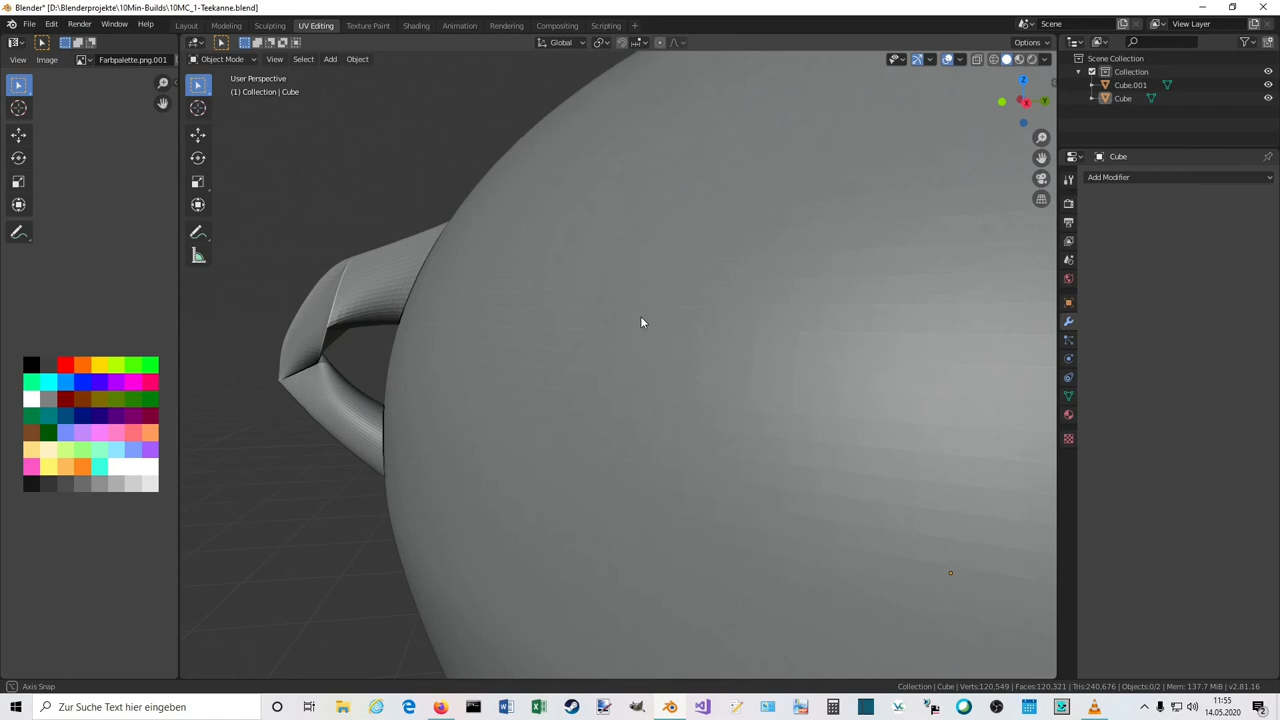 Blender* [D:\Blenderprojekte\10Min-Builds\10MC_1-Teekanne.blend]
File Edit Render Window Help Layout Modeling Sculpting UV Editing Texture Paint Shading Animation Rendering Compositing Scripting + Scene View Layer
Global Options
View Image Farbpalette.png.001 Object Mode View Select Add Object
Scene Collection
User Perspective
(1) Collection | Cube
Collection
Cube.001
Cube
Z
Y
X
Cube
Add Modifier
Axis Snap Collection | Cube | Verts:120,549 | Faces:120,321 | Tris:240,676 | Objects:0/2 | Mem: 137.7 MiB | v2.81.16
Zur Suche hier eingeben
11:55
14.05.2020